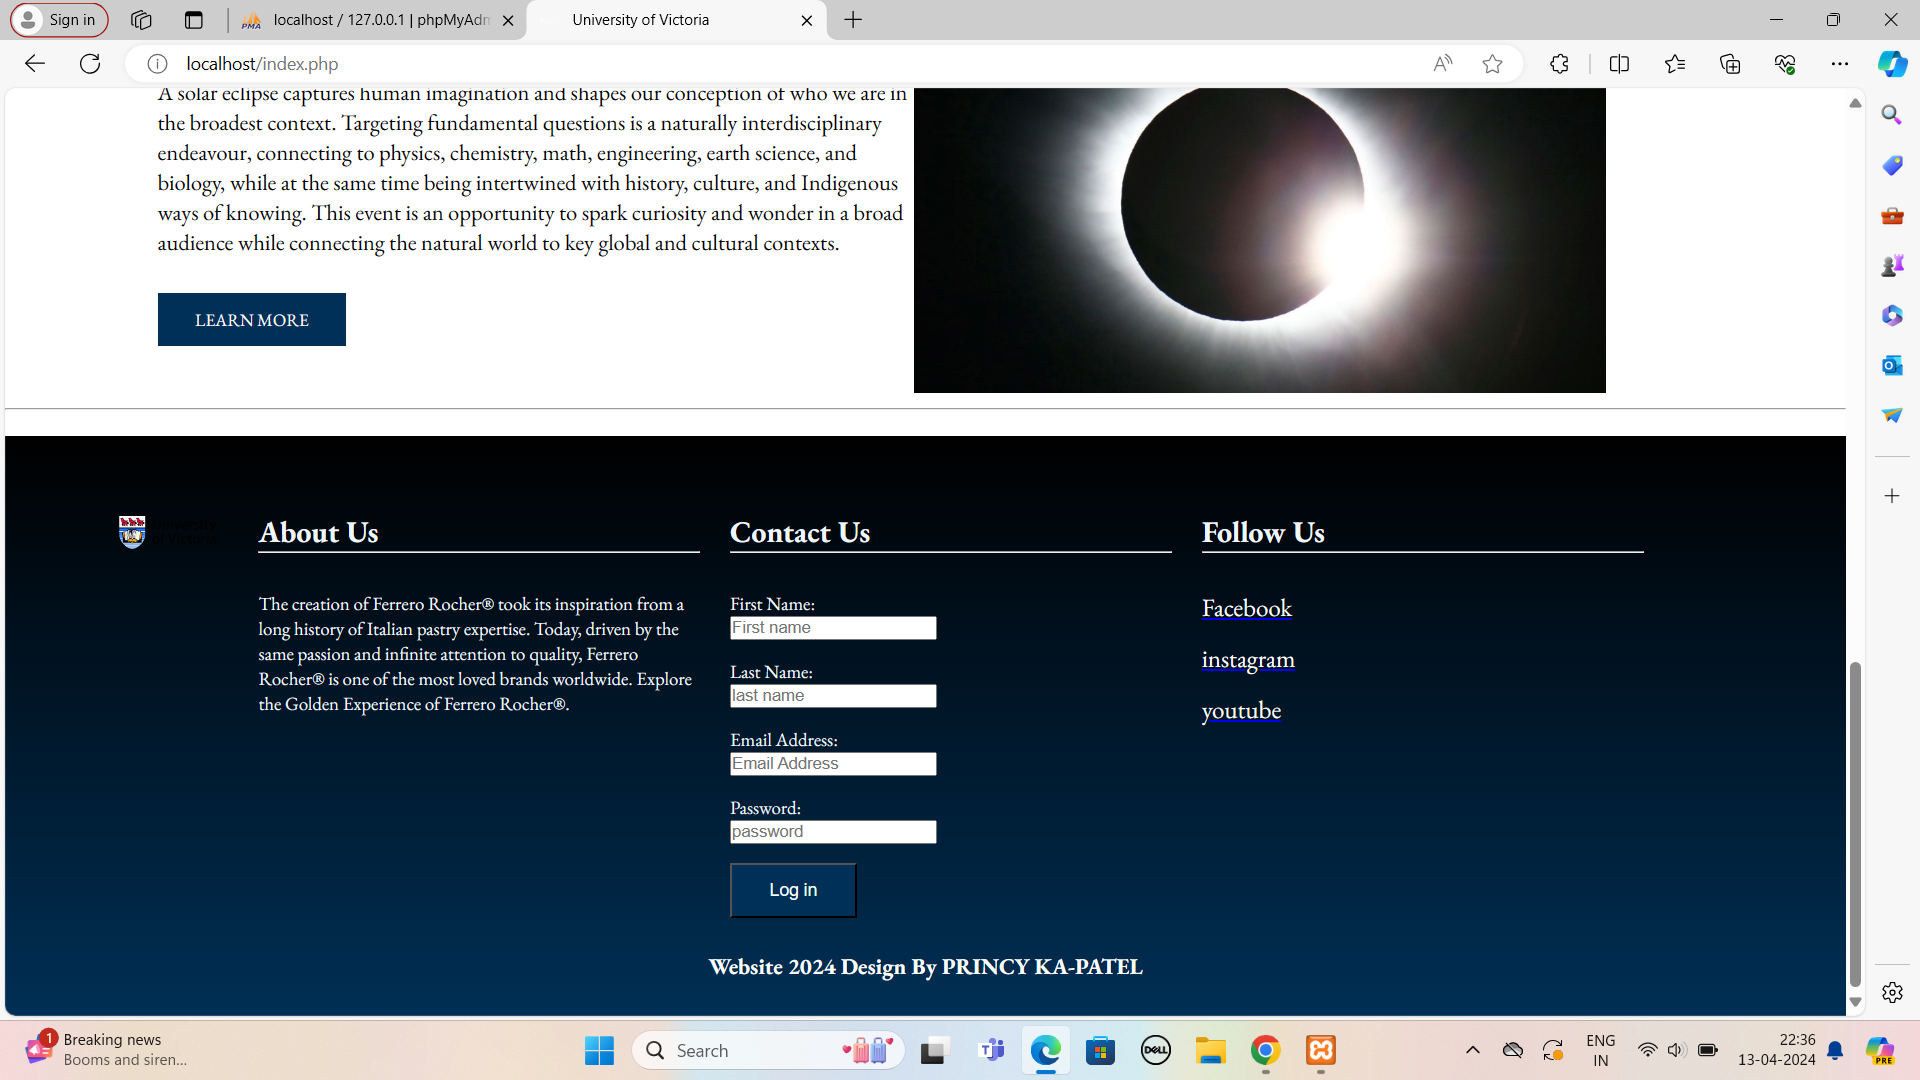 Sign in
localhost / 127.0.0.1 | phpMyAdm
University of Victoria
localhost/index.php
A solar eclipse captures human imagination and shapes our conception of who we are in
the broadest context. Targeting fundamental questions is a naturally interdisciplinary
endeavour, connecting to physics, chemistry, math, engineering, earth science, and
biology, while at the same time being intertwined with history, culture, and Indigenous
ways of knowing. This event is an opportunity to spark curiosity and wonder in a broad
audience while connecting the natural world to key global and cultural contexts.
LEARN MORE
About Us
The creation of Ferrero Rocher® took its inspiration from a
long history of Italian pastry expertise. Today, driven by the
same passion and infinite attention to quality, Ferrero
Rocher® is one of the most loved brands worldwide. Explore
the Golden Experience of Ferrero Rocher®.
Contact Us
First Name:
First name
Last Name:
last name
Email Address:
Email Address
Password:
password
Log in
Follow Us
Facebook
instagram
youtube
Website 2024 Design By PRINCY KA-PATEL
1
Breaking news
Booms and siren...
Search
DELL
ENG
IN
22:36
13-04-2024
PRE